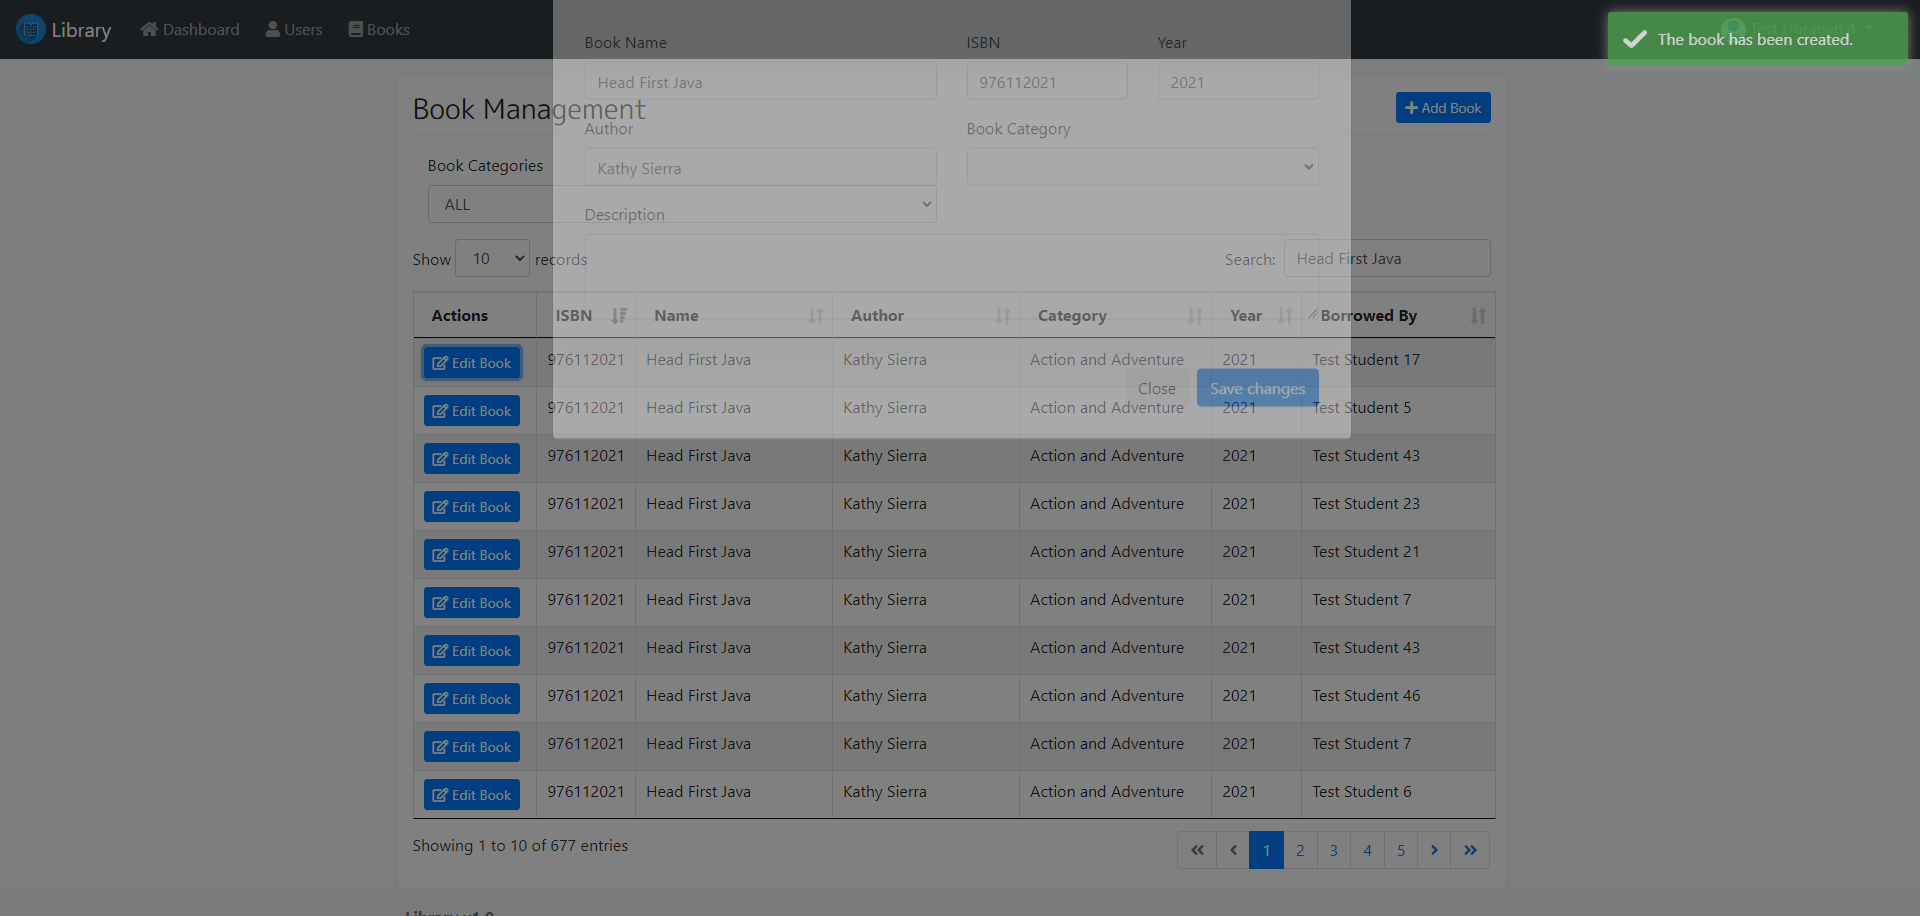 Library Dashboard Users Books Test Librarian 4
The book has been created.
Book Name ISBN Year
Head First Java 976112021 2021
Book Management Add Book
Author Book Category
Kathy Sierra
Book Categories
ALL
Description
Show 10 records Search: Head First Java
Actions ISBN Name Author Category Year Borrowed By
Edit Book 976112021 Head First Java Kathy Sierra Action and Adventure 2021 Test Student 17
Close Save changes
Edit Book 976112021 Head First Java Kathy Sierra Action and Adventure 2021 Test Student 5
Edit Book 976112021 Head First Java Kathy Sierra Action and Adventure 2021 Test Student 43
Edit Book 976112021 Head First Java Kathy Sierra Action and Adventure 2021 Test Student 23
Edit Book 976112021 Head First Java Kathy Sierra Action and Adventure 2021 Test Student 21
Edit Book 976112021 Head First Java Kathy Sierra Action and Adventure 2021 Test Student 7
Edit Book 976112021 Head First Java Kathy Sierra Action and Adventure 2021 Test Student 43
Edit Book 976112021 Head First Java Kathy Sierra Action and Adventure 2021 Test Student 46
Edit Book 976112021 Head First Java Kathy Sierra Action and Adventure 2021 Test Student 7
Edit Book 976112021 Head First Java Kathy Sierra Action and Adventure 2021 Test Student 6
Showing 1 to 10 of 677 entries 1 2 3 4 5